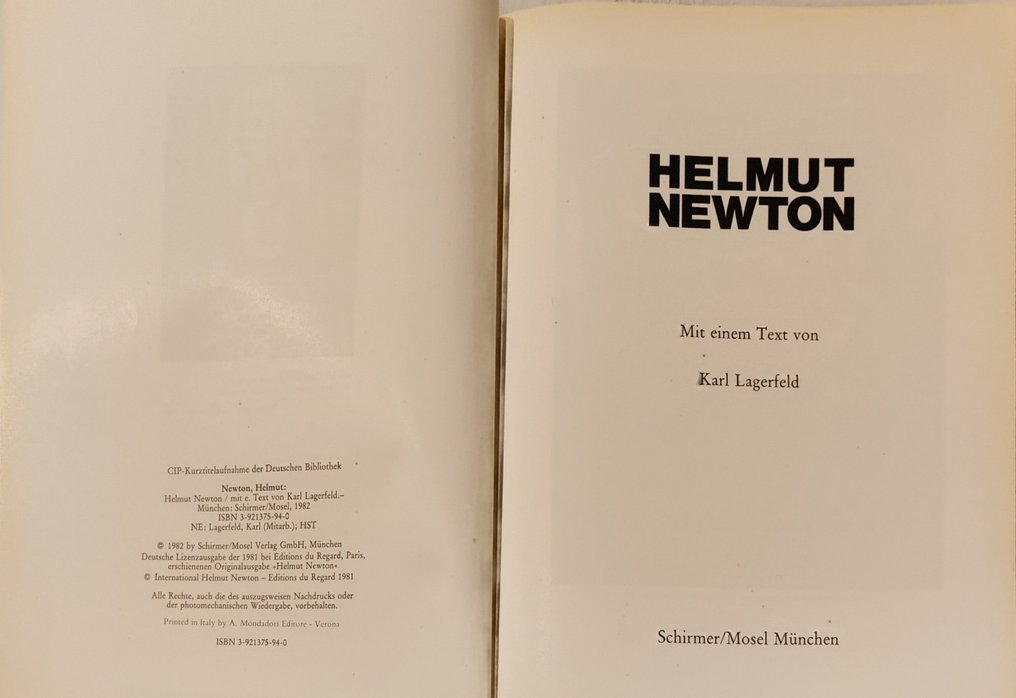 CIP-Kurztitelaufnahme der Deutschen Bibliothek
Newton, Helmut:
Helmut Newton / mit e. Text von Karl Lagerfeld.–
München: Schirmer/Mosel, 1982
ISBN 3-921375-94-0
NE: Lagerfeld, Karl (Mitarb.); HST
© 1982 by Schirmer/Mosel Verlag GmbH, München
Deutsche Lizenzausgabe der 1981 bei Editions du Regard, Paris,
erschienenen Originalausgabe »Helmut Newton«
© International Helmut Newton – Editions du Regard 1981
Alle Rechte, auch die des auszugsweisen Nachdrucks oder
der photomechanischen Wiedergabe, vorbehalten.
Printed in Italy by A. Mondadori Editore - Verona
ISBN 3-921375-94-0
HELMUT
NEWTON
Mit einem Text von
Karl Lagerfeld
Schirmer/Mosel München